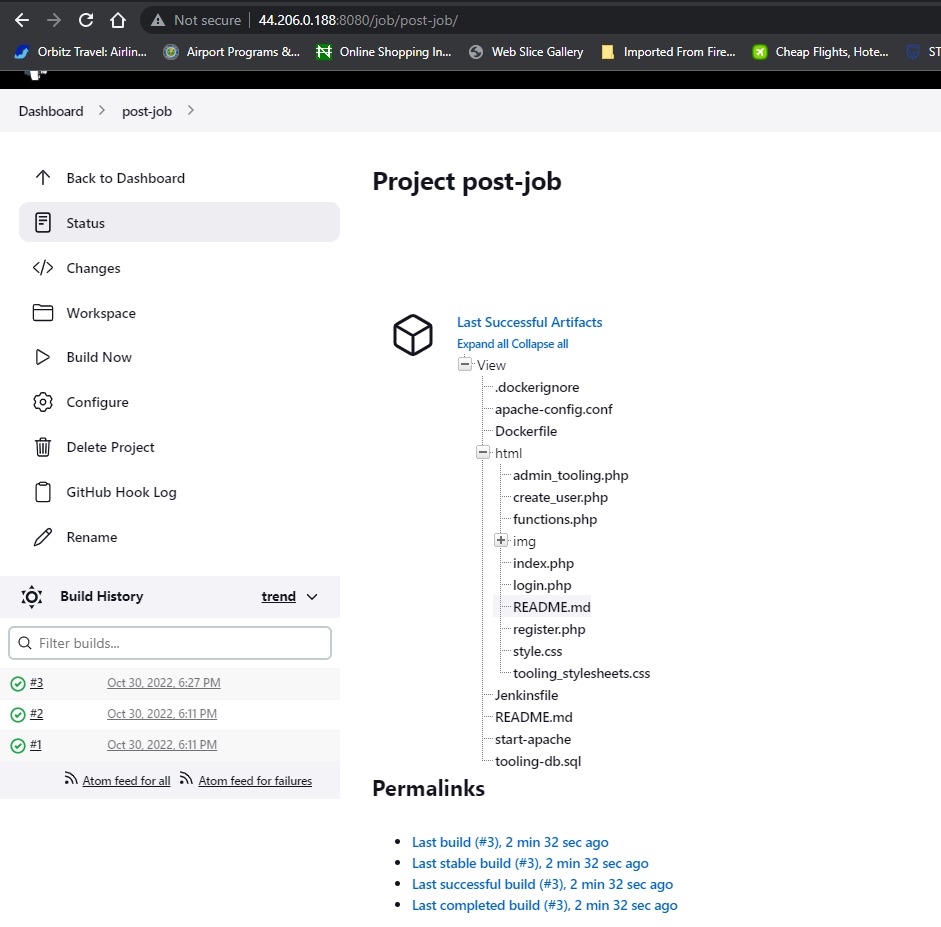 Not secure 44.206.0.188:8080/job/post-job/
Orbitz Travel: Airlin... Airport Programs &... Online Shopping In... Web Slice Gallery Imported From Fire... Cheap Flights, Hote... ST
Dashboard post-job
Back to Dashboard
Status
Changes
Workspace
Build Now
Configure
Delete Project
GitHub Hook Log
Rename
Build History trend
Filter builds...
#3 Oct 30, 2022, 6:27 PM
#2 Oct 30, 2022, 6:11 PM
#1 Oct 30, 2022, 6:11 PM
Atom feed for all Atom feed for failures
Project post-job
Last Successful Artifacts
Expand all Collapse all
View
.dockerignore
apache-config.conf
Dockerfile
html
admin_tooling.php
create_user.php
functions.php
img
index.php
login.php
README.md
register.php
style.css
tooling_stylesheets.css
Jenkinsfile
README.md
start-apache
tooling-db.sql
Permalinks
Last build (#3), 2 min 32 sec ago
Last stable build (#3), 2 min 32 sec ago
Last successful build (#3), 2 min 32 sec ago
Last completed build (#3), 2 min 32 sec ago